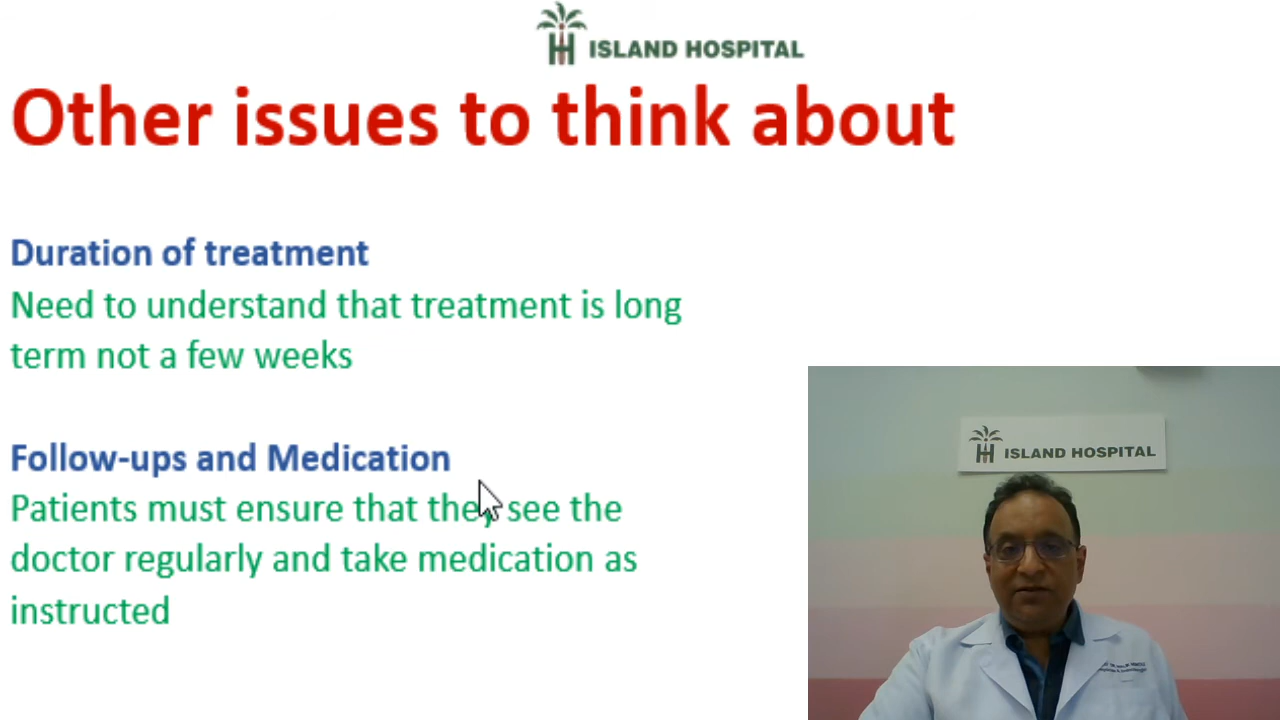 ISLAND HOSPITAL
Other issues to think about
Duration of treatment
Need to understand that treatment is long
term not a few weeks
Follow-ups and Medication
Patients must ensure that they see the
doctor regularly and take medication as
instructed
ISLAND HOSPITAL